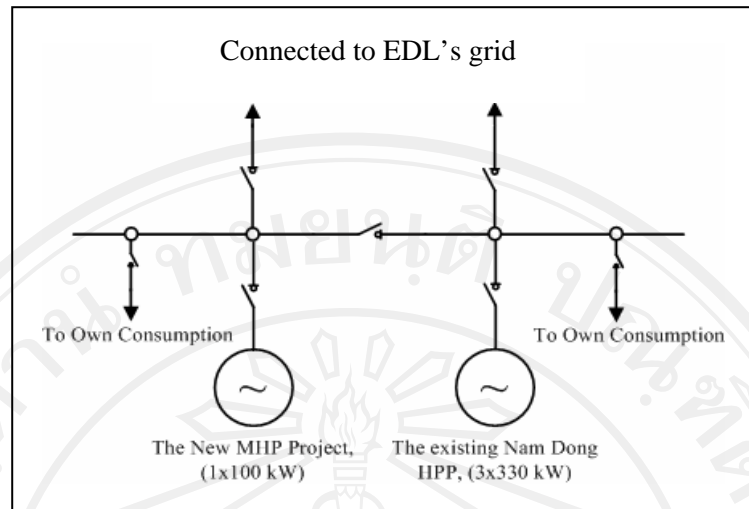 Connected to EDL’s grid
To Own Consumption
To Own Consumption
The New MHP Project,
(1x100 kW)
The existing Nam Dong
HPP, (3x330 kW)